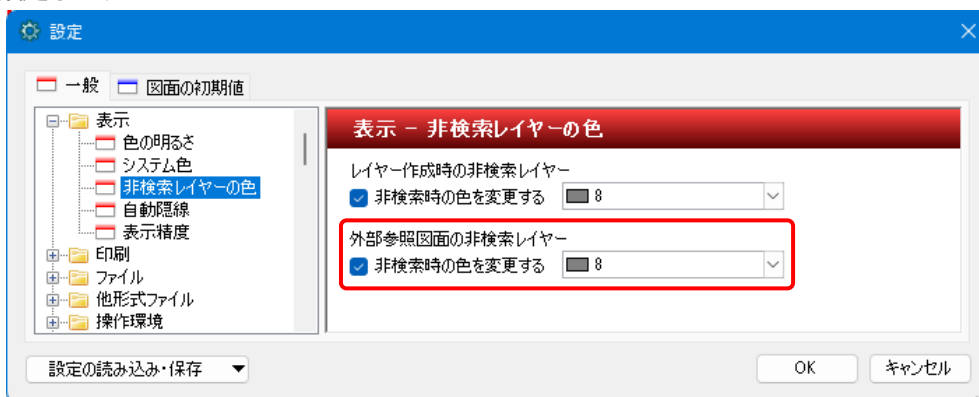 設定
一般
図面の初期値
表示
色の明るさ
システム色
非検索レイヤーの色
自動隠線
表示精度
印刷
ファイル
他形式ファイル
操作環境
表示 - 非検索レイヤーの色
レイヤー作成時の非検索レイヤー
非検索時の色を変更する 8
外部参照図面の非検索レイヤー
非検索時の色を変更する 8
設定の読み込み・保存
OK
キャンセル